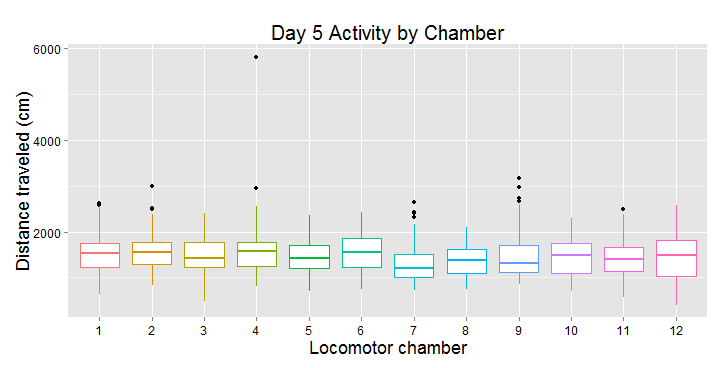 Day 5 Activity by Chamber
Distance traveled (cm)
6000
4000
2000
1 2 3 4 5 6 7 8 9 10 11 12
Locomotor chamber